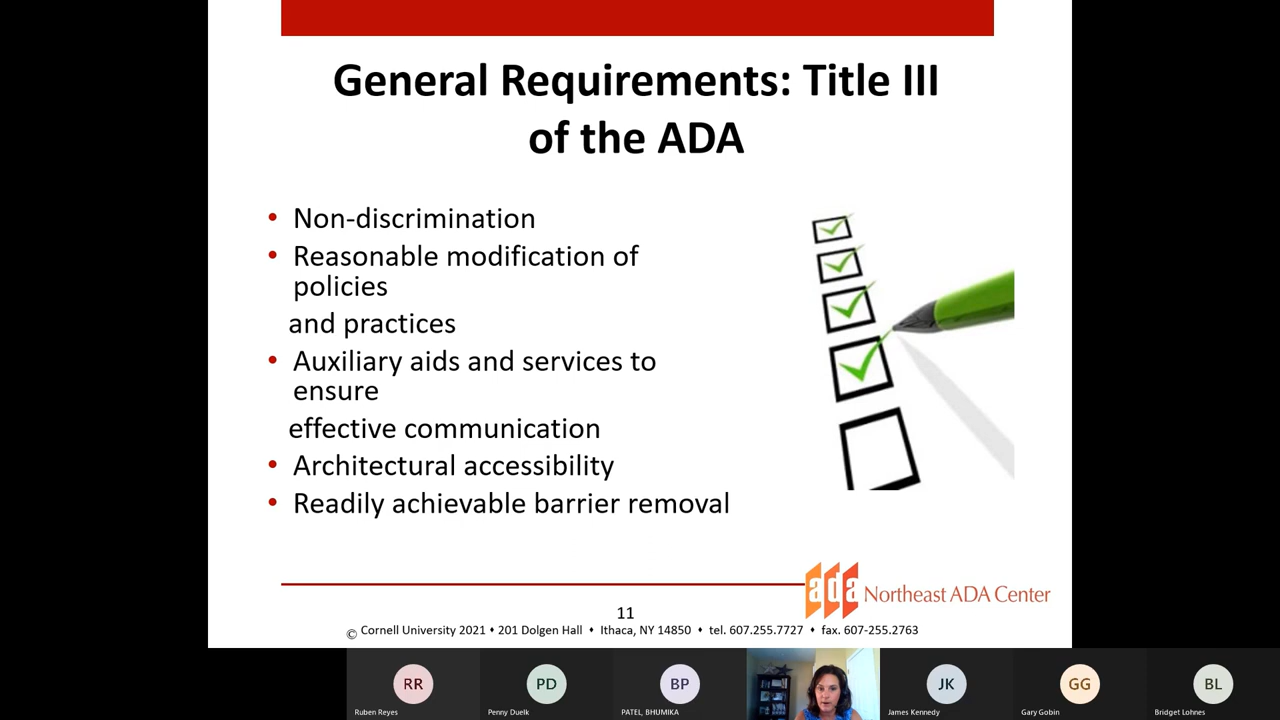 General Requirements: Title III
of the ADA
• Non-discrimination
• Reasonable modification of
policies
and practices
• Auxiliary aids and services to
ensure
effective communication
• Architectural accessibility
• Readily achievable barrier removal
ada Northeast ADA Center
11
© Cornell University 2021 • 201 Dolgen Hall • Ithaca, NY 14850 • tel. 607.255.7727 • fax. 607-255.2763
RR
PD
BP
JK
GG
BL
Ruben Reyes
Penny Duelk
PATEL, BHUMIKA
James Kennedy
Gary Gobin
Bridget Lohnes